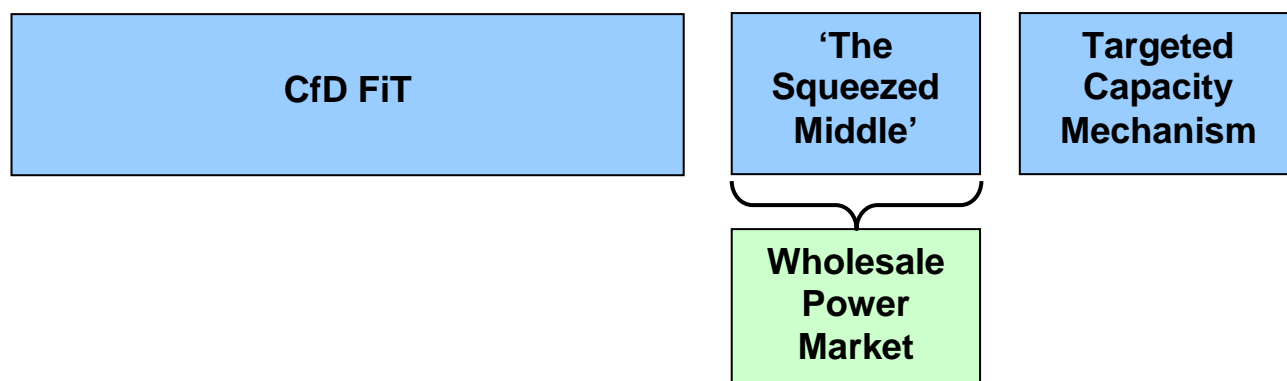 CfD FiT
‘The
Squeezed
Middle’
Targeted
Capacity
Mechanism
Wholesale
Power
Market